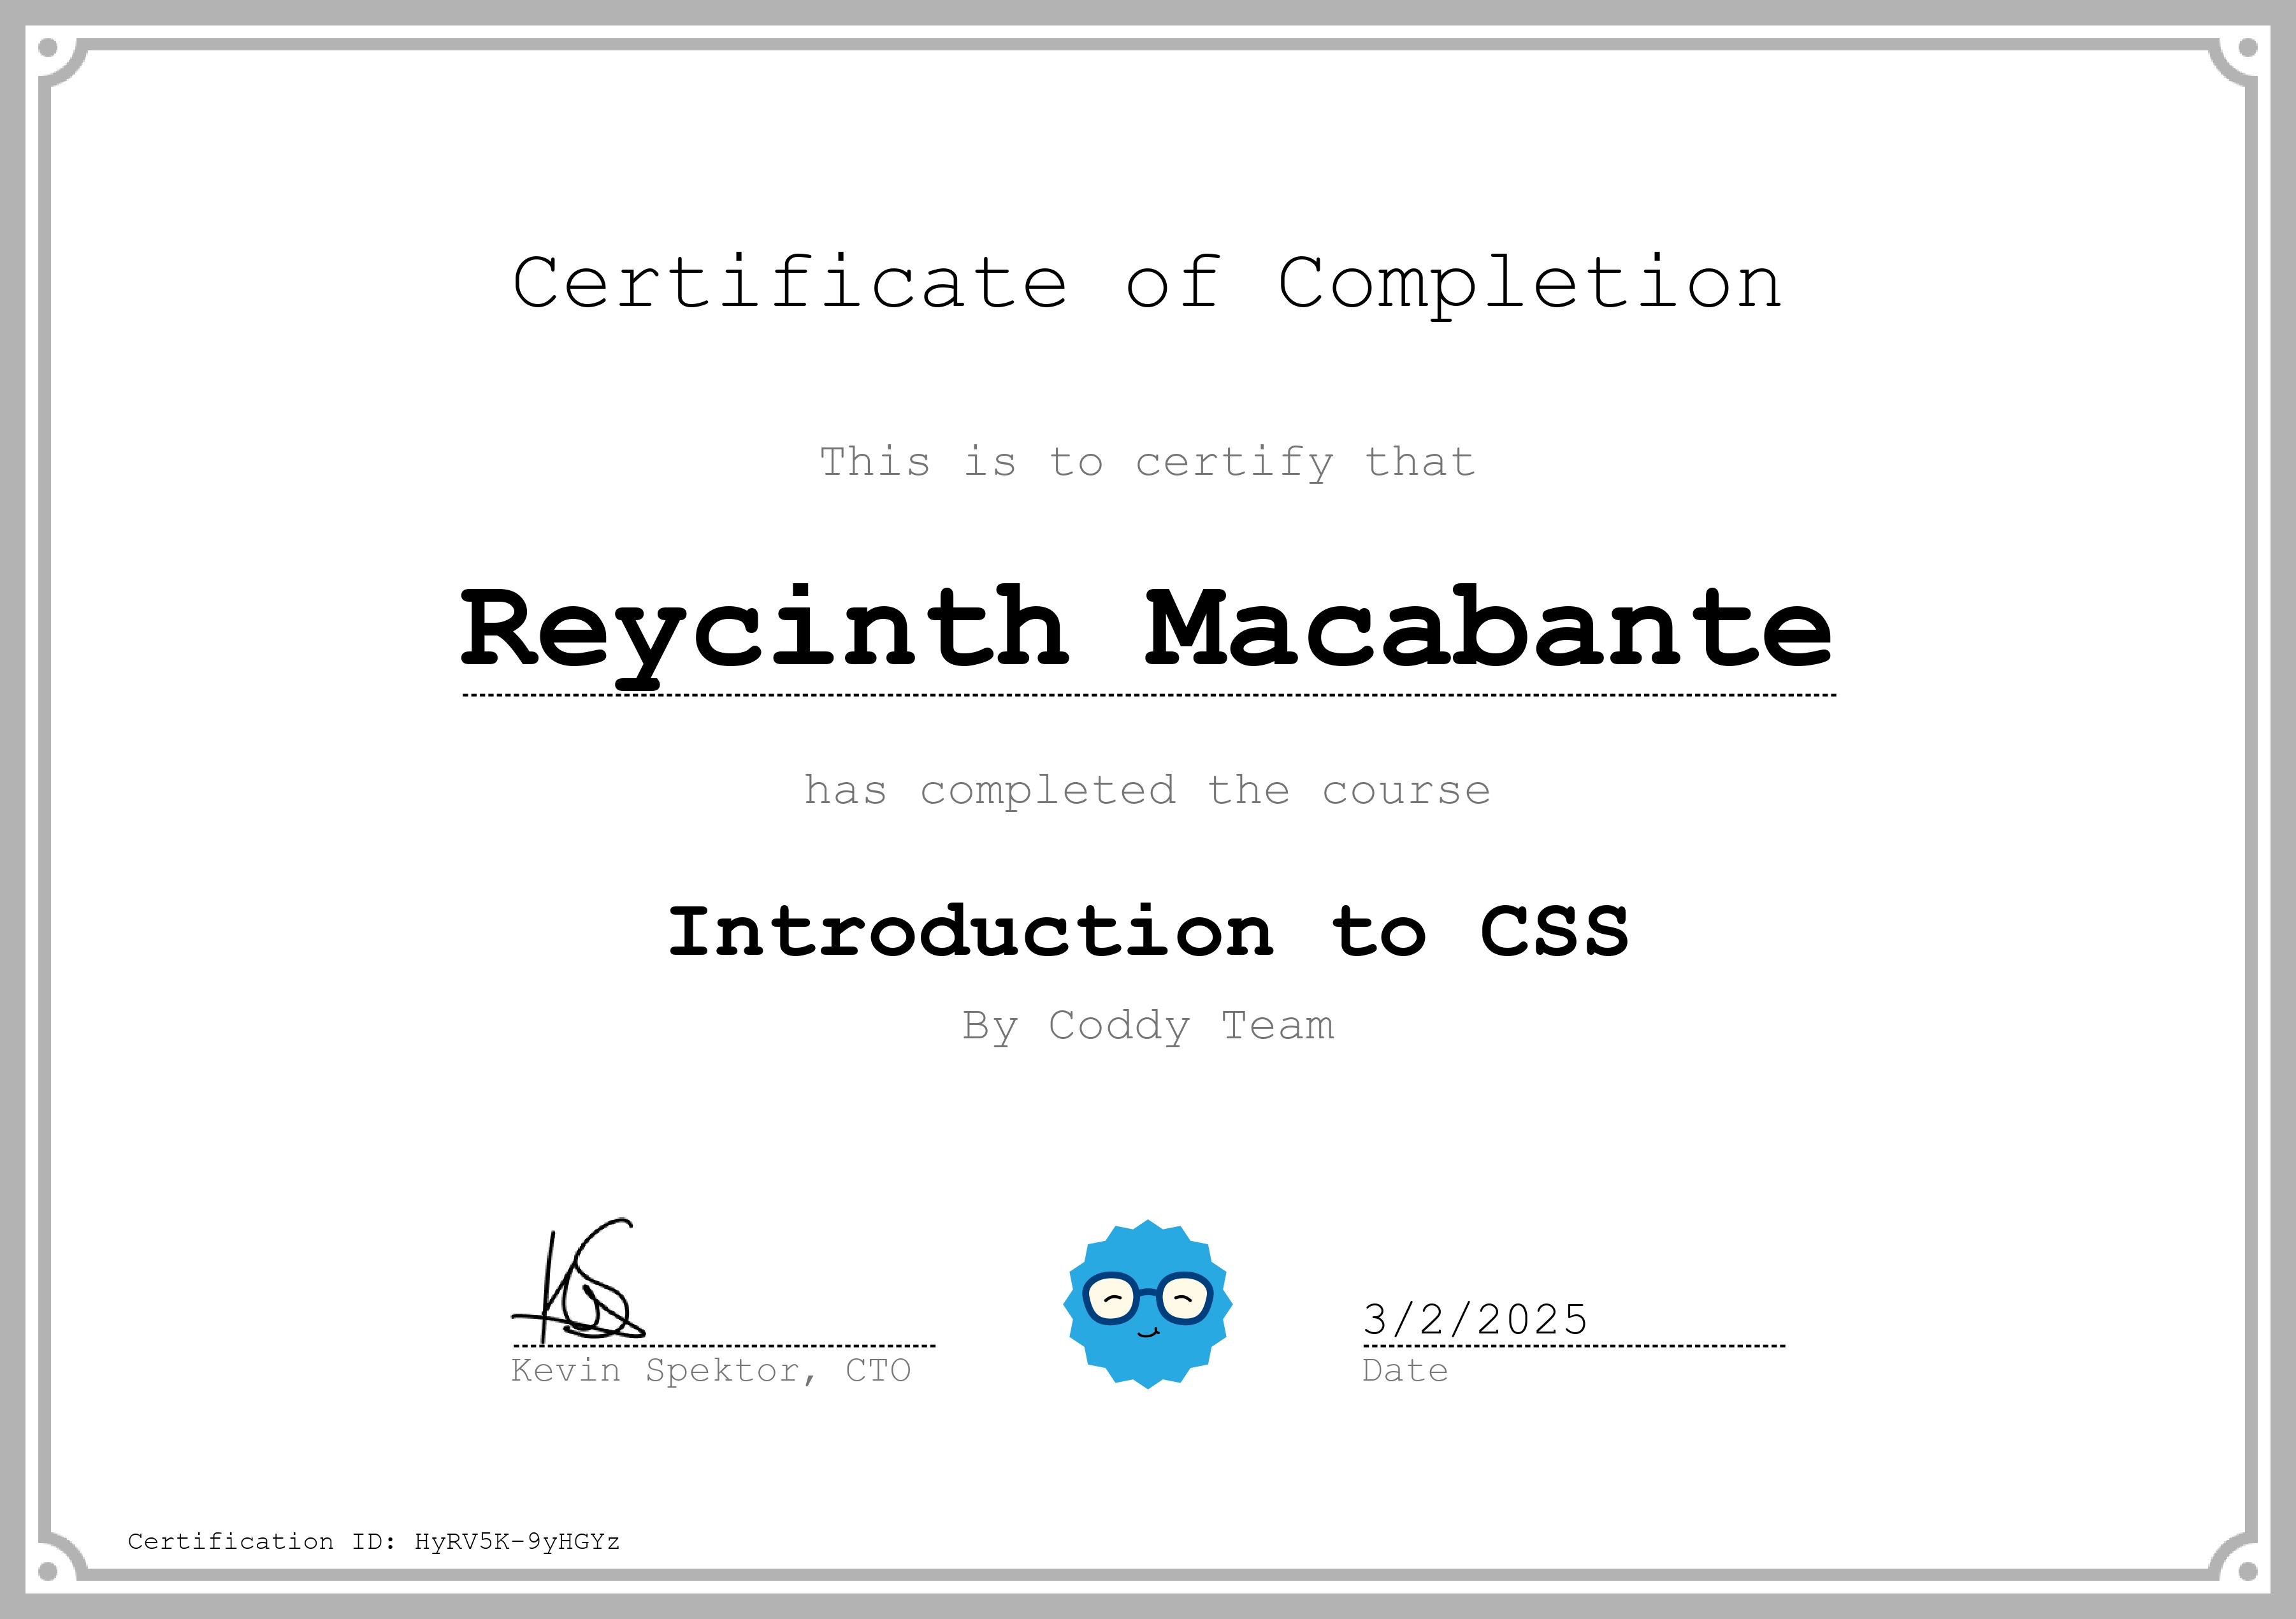 Certificate of Completion
This is to certify that
Reycinth Macabante
has completed the course
Introduction to CSS
By Coddy Team
3/2/2025
Kevin Spektor, CTO
Date
Certification ID: HyRV5K-9yHGYz